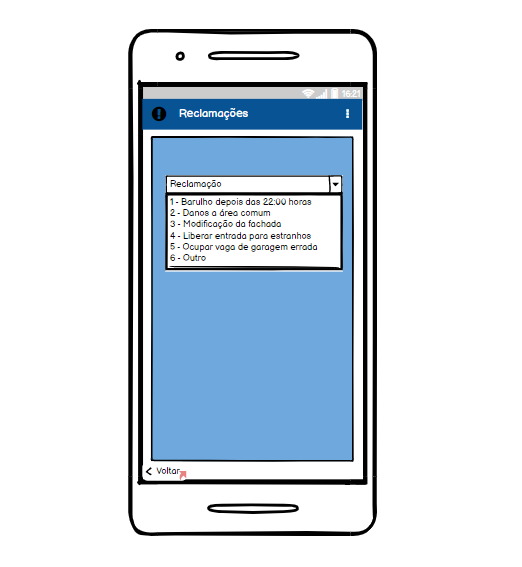 16:21
Reclamações
Reclamação
1 - Barulho depois das 22:00 horas
2 - Danos a área comum
3 - Modificação da fachada
4 - Liberar entrada para estranhos
5 - Ocupar vaga de garagem errada
6 - Outro
Voltar